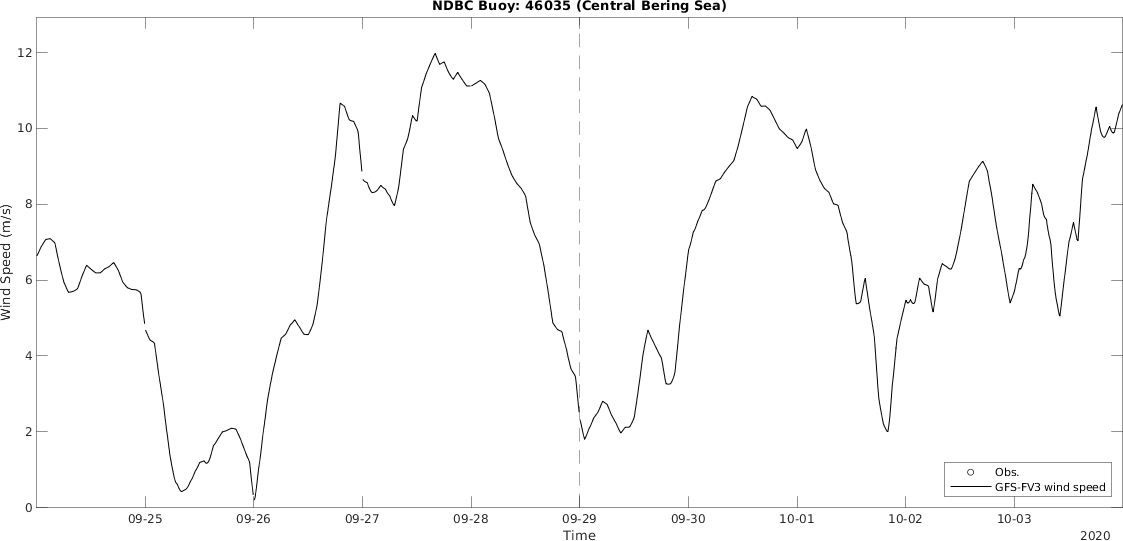 NDBC Buoy: 46035 (Central Bering Sea)
12
10
8
6
4
2
0
Wind Speed (m/s)
09-25 09-26 09-27 09-28 09-29 09-30 10-01 10-02 10-03
Time
2020
Obs.
GFS-FV3 wind speed